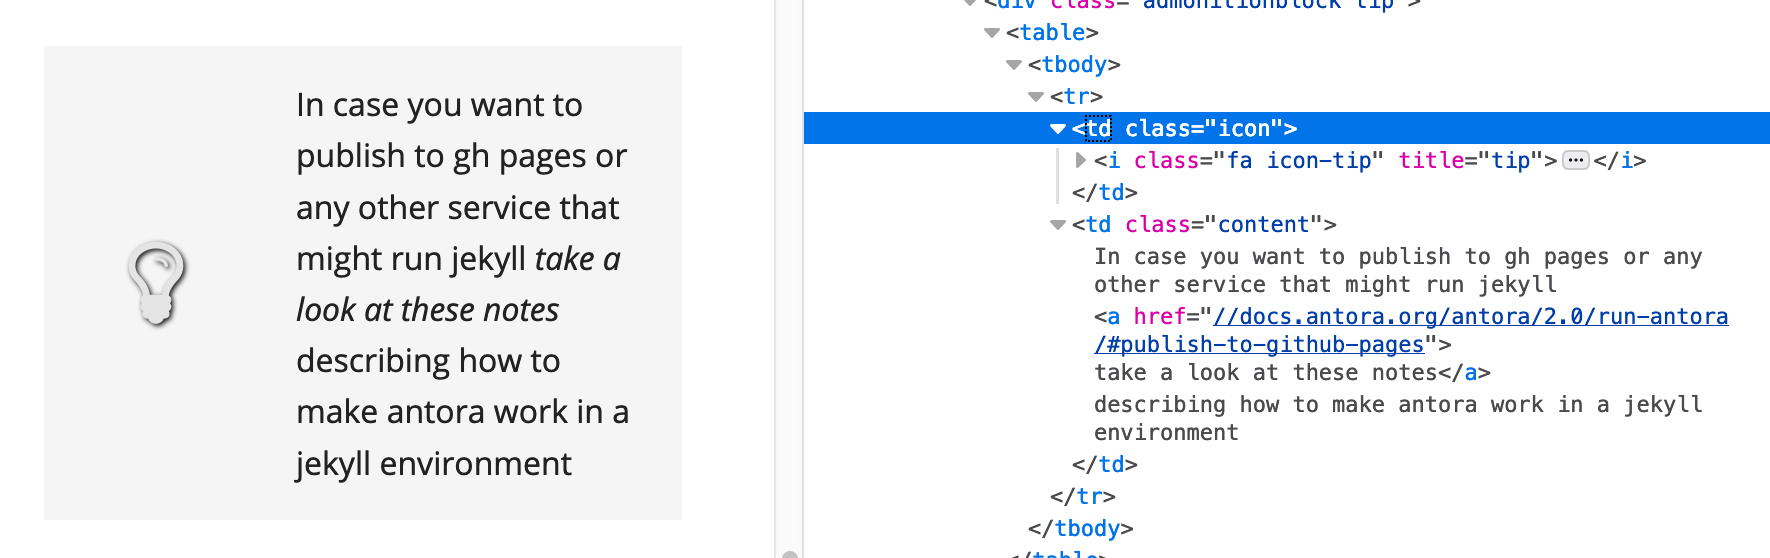 In case you want to
publish to gh pages or
any other service that
might run jekyll take a
look at these notes
describing how to
make antora work in a
jekyll environment
<div class="admonitionblock tip">
<table>
<tbody>
<tr>
<td class="icon">
<i class="fa icon-tip" title="tip">⋯</i>
</td>
<td class="content">
In case you want to publish to gh pages or any
other service that might run jekyll
<a href="//docs.antora.org/antora/2.0/run-antora
/#publish-to-github-pages">
take a look at these notes</a>
describing how to make antora work in a jekyll
environment
</td>
</tr>
</tbody>
</table>